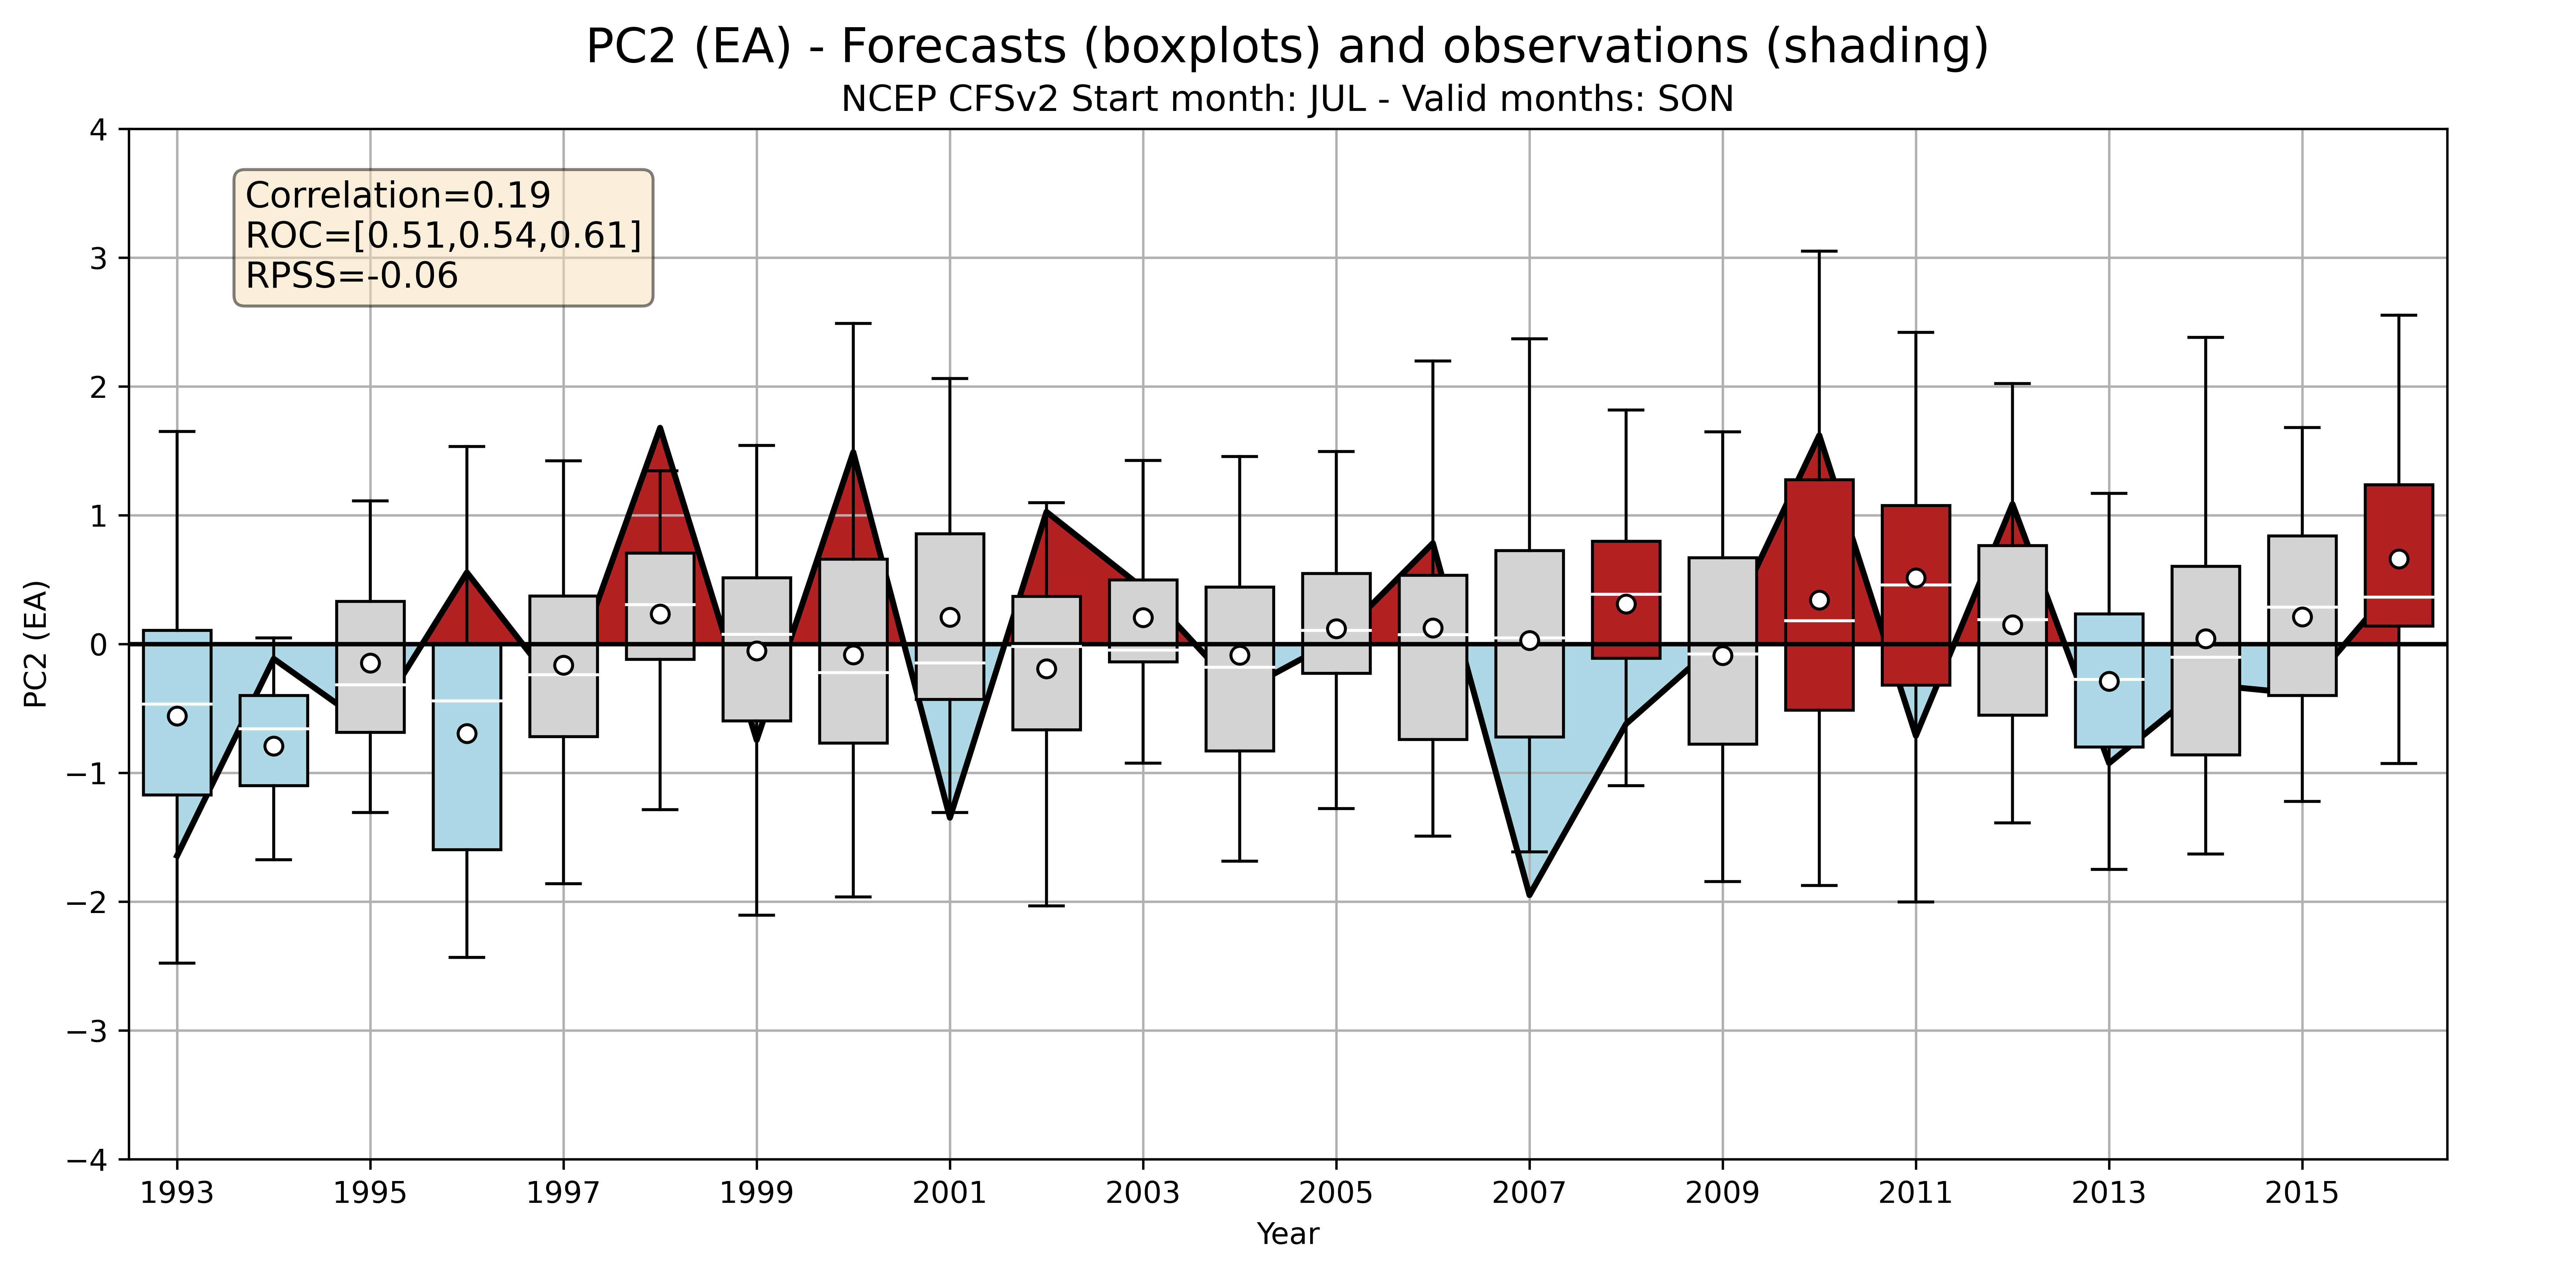 PC2 (EA) - Forecasts (boxplots) and observations (shading)
NCEP CFSv2 Start month: JUL - Valid months: SON
Correlation=0.19
ROC=[0.51,0.54,0.61]
RPSS=-0.06
PC2 (EA)
4
3
2
1
0
−1
−2
−3
−4
1993 1995 1997 1999 2001 2003 2005 2007 2009 2011 2013 2015
Year